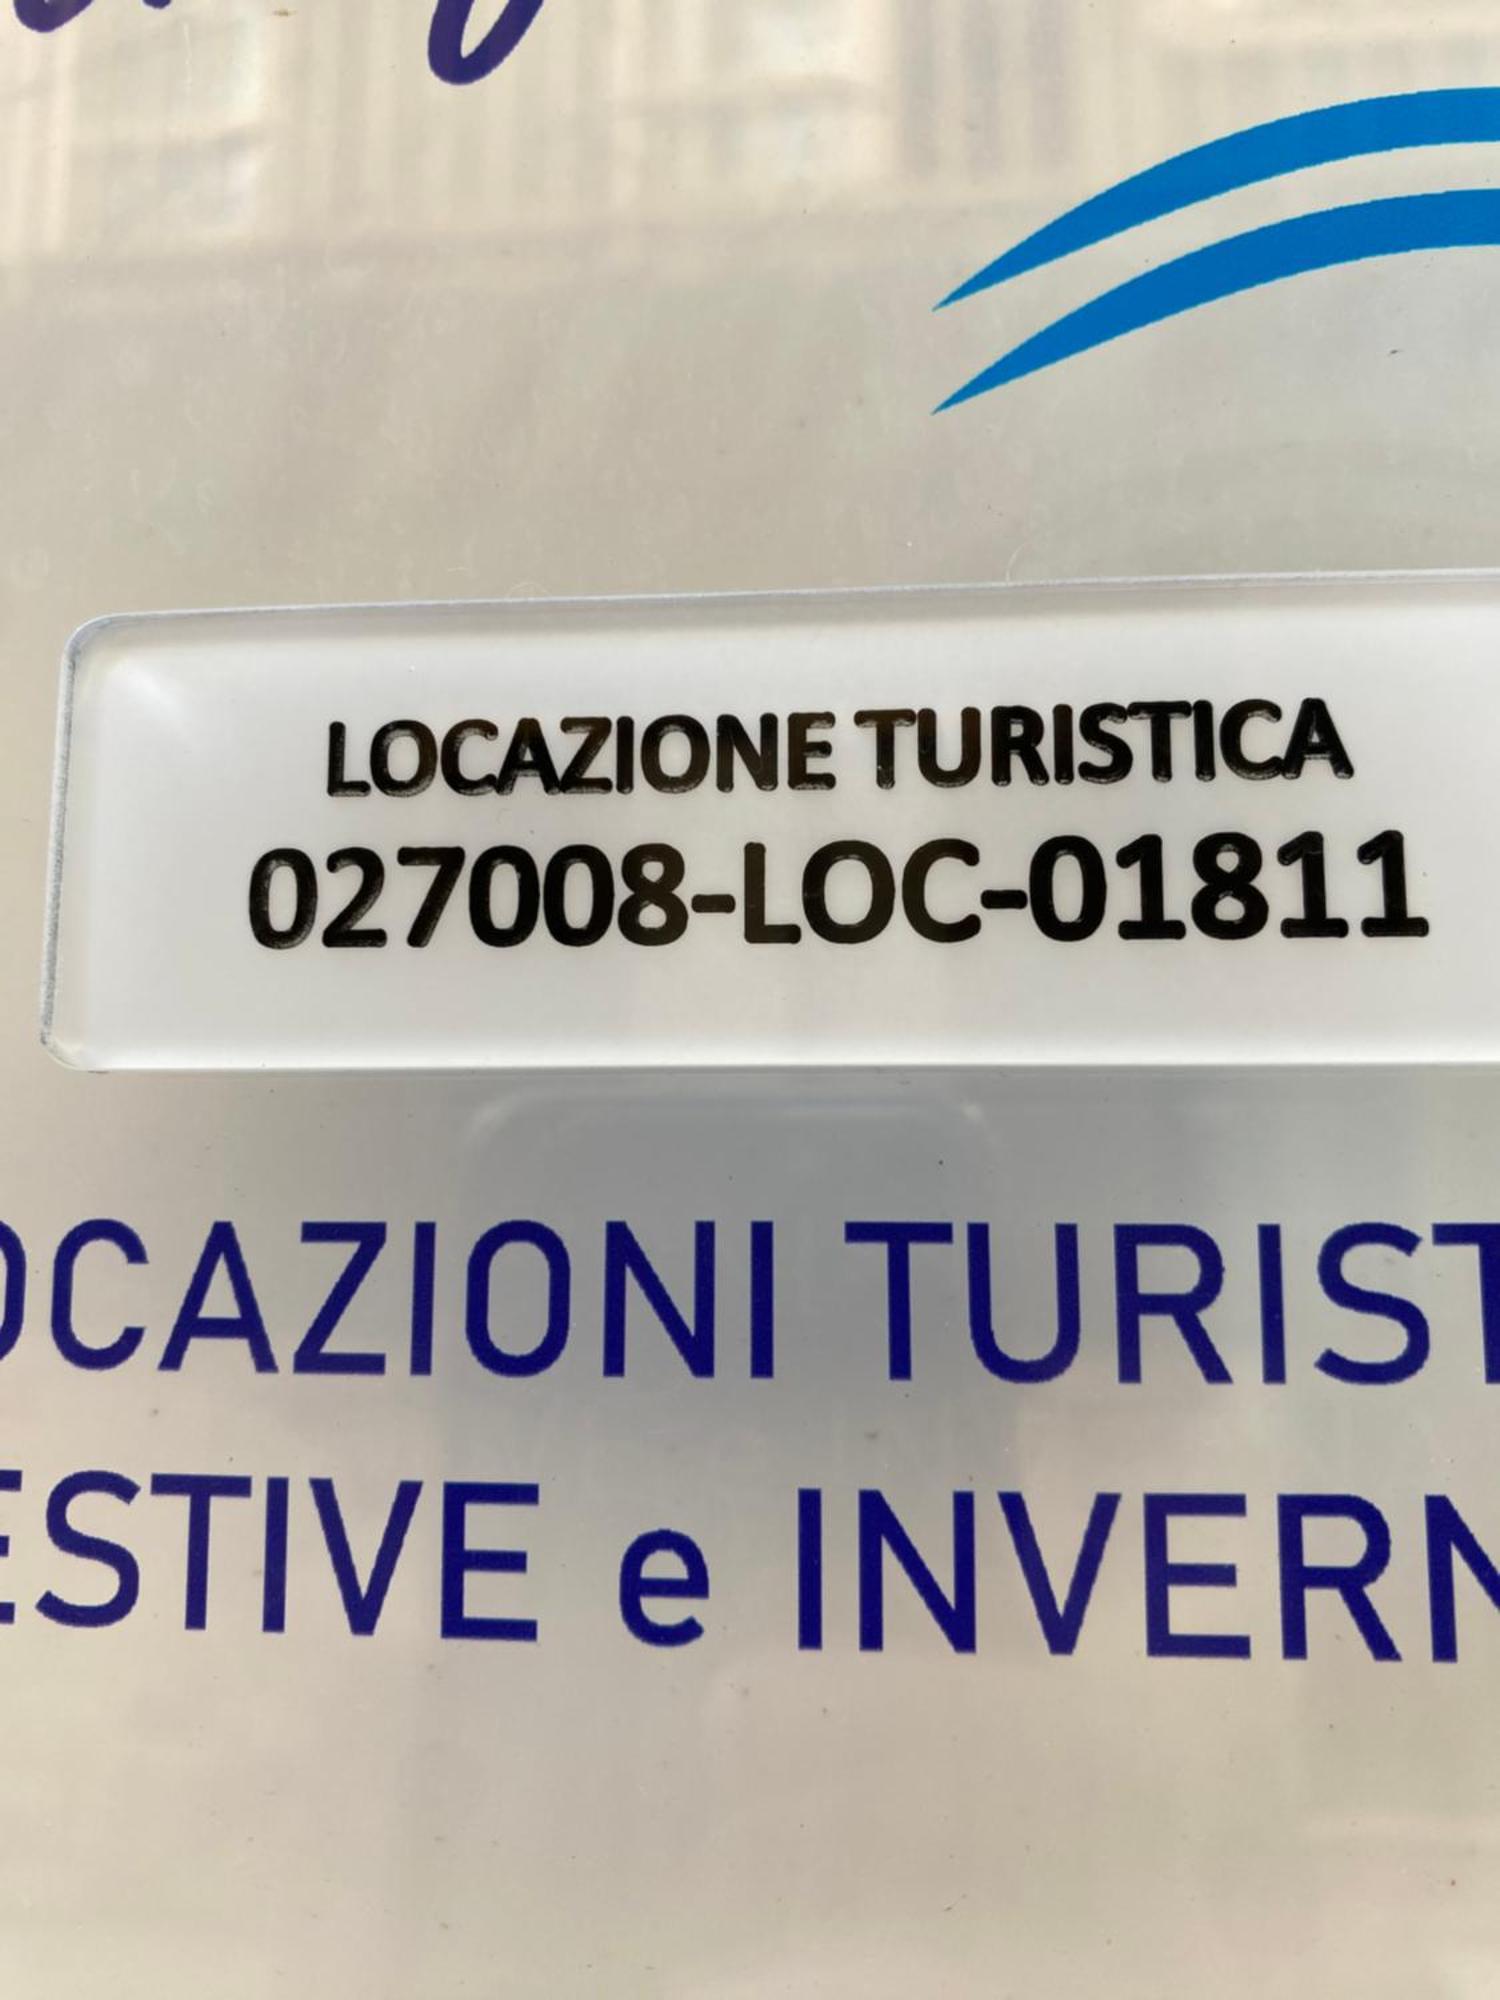 LOCAZIONE TURISTICA
027008-LOC-01811
OCAZIONI TURIST
ESTIVE e INVERN